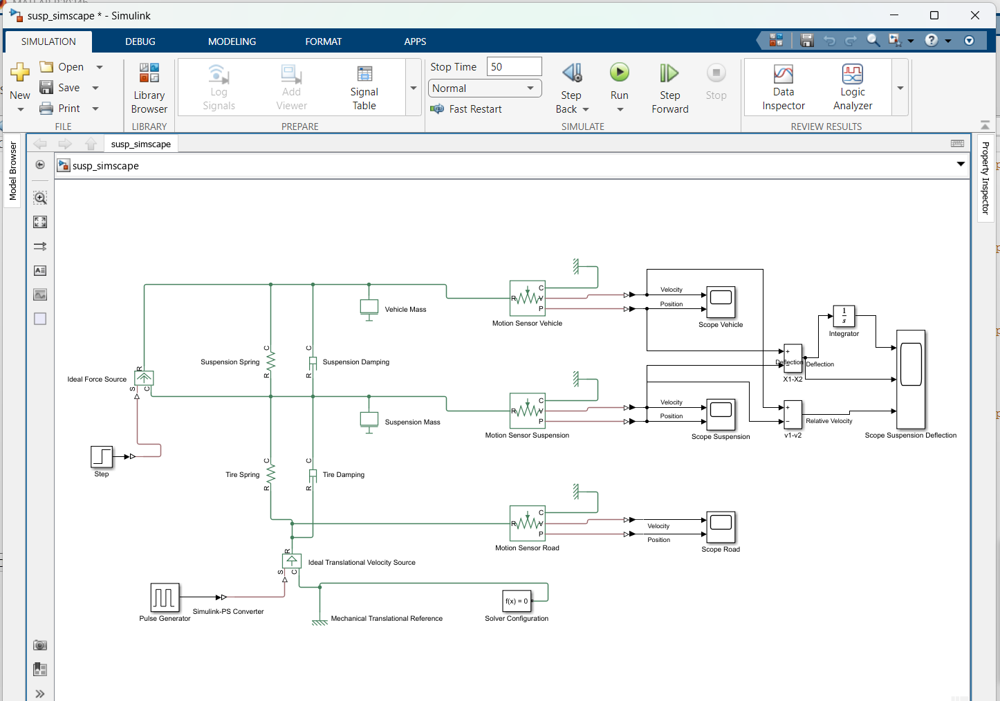 susp_simscape * - Simulink
SIMULATION
DEBUG
MODELING
FORMAT
APPS
New
Open
Save
Print
FILE
Library
Browser
LIBRARY
Log
Signals
Add
Viewer
Signal
Table
PREPARE
Stop Time 50
Normal
Fast Restart
Step
Back
Run
Step
Forward
Stop
SIMULATE
Data
Inspector
Logic
Analyzer
REVIEW RESULTS
Model Browser
susp_simscape
susp_simscape
Property Inspector
Vehicle Mass
R
C
V
P
Motion Sensor Vehicle
Velocity
Position
Scope Vehicle
1
s
Integrator
C
Suspension Spring
R
C
Suspension Damping
R
+
−
Deflection
Deflection
X1-X2
Ideal Force Source
R
S
C
Suspension Mass
R
C
V
P
Motion Sensor Suspension
Velocity
Position
Scope Suspension
+
−
Relative Velocity
v1-v2
Scope Suspension Deflection
Step
C
Tire Spring
R
C
Tire Damping
R
R
C
V
P
Motion Sensor Road
Velocity
Position
Scope Road
R
S
C
Ideal Translational Velocity Source
Pulse Generator
Simulink-PS Converter
Mechanical Translational Reference
f(x) = 0
Solver Configuration